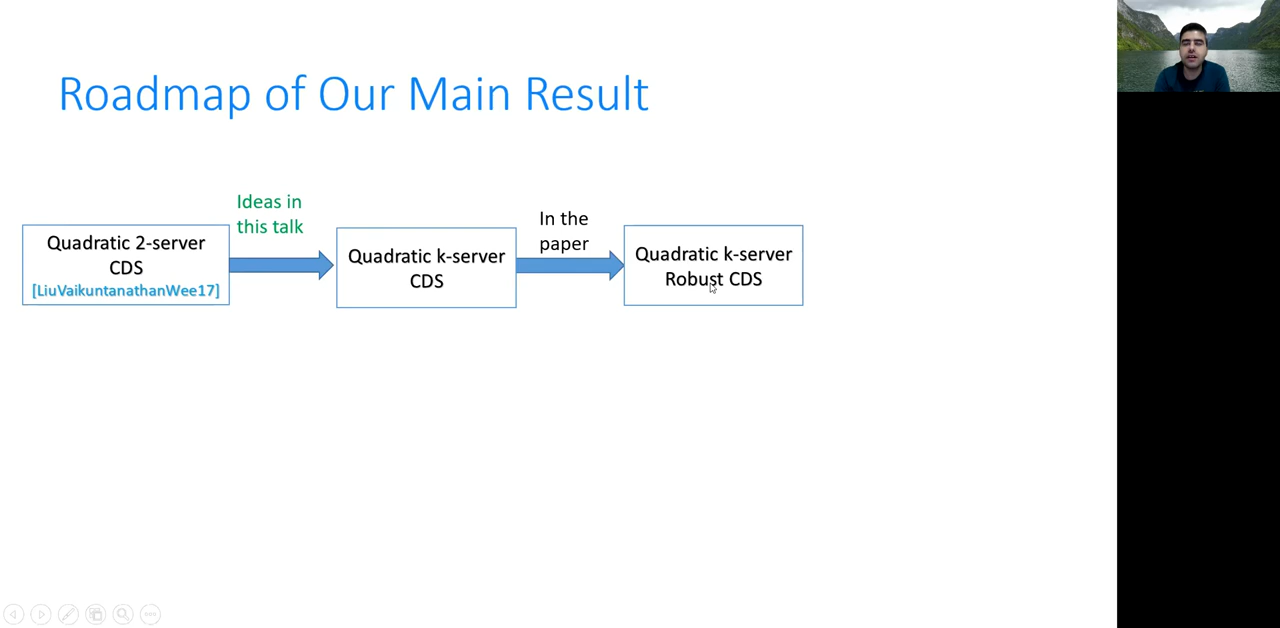 Roadmap of Our Main Result
Ideas in
this talk
In the
paper
Quadratic 2-server
CDS
[LiuVaikuntanathanWee17]
Quadratic k-server
CDS
Quadratic k-server
Robust CDS